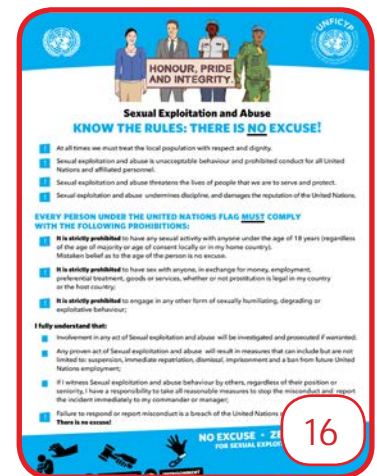 UNFICYP
HONOUR, PRIDE
AND INTEGRITY.
Sexual Exploitation and Abuse
KNOW THE RULES: THERE IS NO EXCUSE!
! At all times we must treat the local population with respect and dignity.
! Sexual exploitation and abuse is unacceptable behaviour and prohibited conduct for all United
Nations and affiliated personnel.
! Sexual exploitation and abuse threatens the lives of people that we are to serve and protect.
! Sexual exploitation and abuse undermines discipline, and damages the reputation of the United Nations.
EVERY PERSON UNDER THE UNITED NATIONS FLAG MUST COMPLY
WITH THE FOLLOWING PROHIBITIONS:
! It is strictly prohibited to have any sexual activity with anyone under the age of 18 years (regardless
of the age of majority or age of consent locally or in my home country).
Mistaken belief as to the age of the person is no excuse.
! It is strictly prohibited to have sex with anyone, in exchange for money, employment,
preferential treatment, goods or services, whether or not prostitution is legal in my country
or the host country;
! It is strictly prohibited to engage in any other form of sexually humiliating, degrading or
exploitative behaviour;
I fully understand that:
Involvement in any act of Sexual exploitation and abuse will be investigated and prosecuted if warranted;
Any proven act of Sexual exploitation and abuse will result in measures that can include but are not
limited to: suspension, immediate repatriation, dismissal, imprisonment and a ban from future United
Nations employment;
If I witness Sexual exploitation and abuse behaviour by others, regardless of their position or
seniority, I have a responsibility to take all reasonable measures to stop the misconduct and report
the incident immediately to my commander or manager;
! Failure to respond or report misconduct is a breach of the United Nations
There is no excuse!
NO EXCUSE • ZE
FOR SEXUAL EXPLOI
16